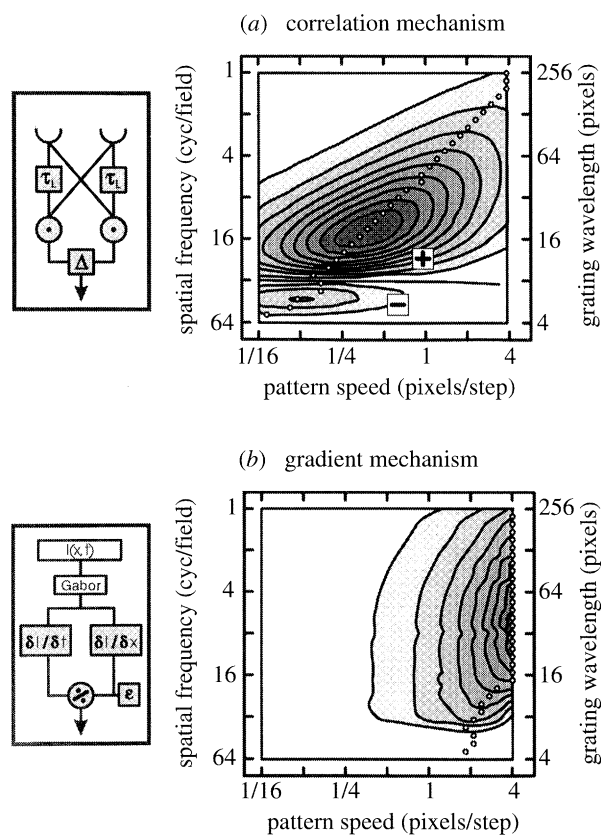 (a) correlation mechanism
τL τL
Δ
spatial frequency (cyc/field)
1
4
16
64
256
64
16
4
grating wavelength (pixels)
+
−
1/16 1/4 1 4
pattern speed (pixels/step)
(b) gradient mechanism
I(x,t)
Gabor
δI/δt δI/δx
% ε
spatial frequency (cyc/field)
1
4
16
64
256
64
16
4
grating wavelength (pixels)
1/16 1/4 1 4
pattern speed (pixels/step)